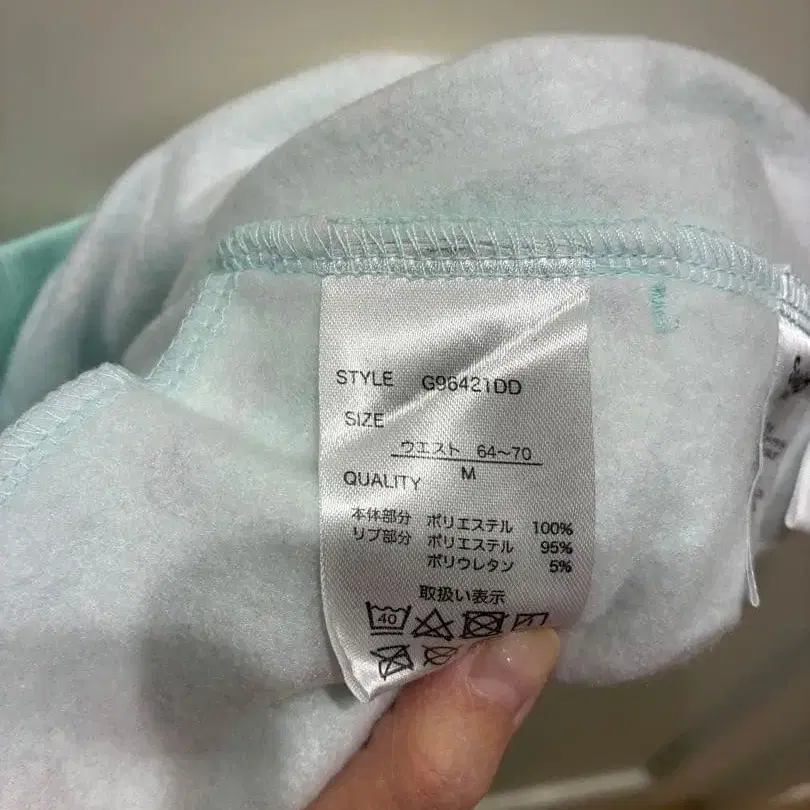 STYLE G96421DD
SIZE
ウエスト 64～70
M
QUALITY
本体部分 ポリエステル 100%
リブ部分 ポリエステル 95%
ポリウレタン 5%
取扱い表示
40